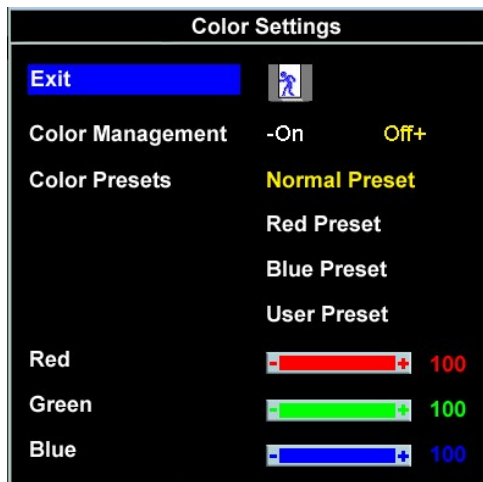 Color Settings
Exit
Color Management -On Off+
Color Presets Normal Preset
Red Preset
Blue Preset
User Preset
Red - + 100
Green - + 100
Blue - + 100